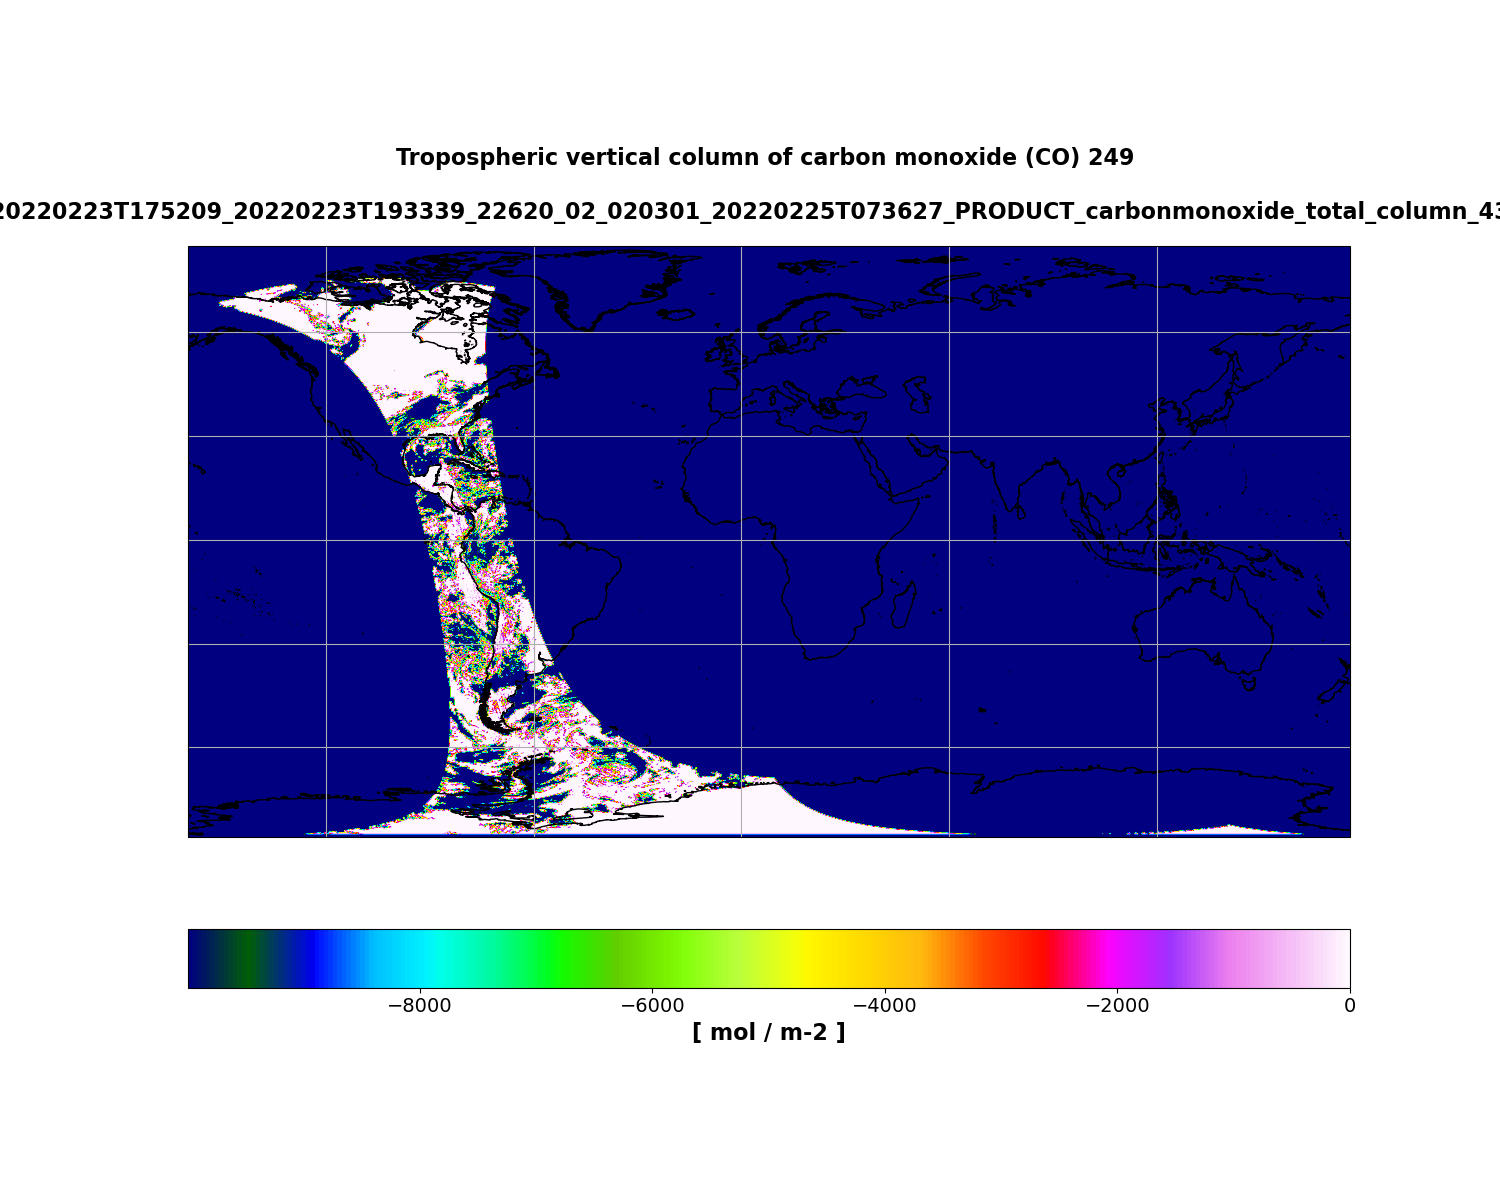 Tropospheric vertical column of carbon monoxide (CO) 249
20220223T175209_20220223T193339_22620_02_020301_20220225T073627_PRODUCT_carbonmonoxide_total_column_43
−8000 −6000 −4000 −2000 0
[ mol / m-2 ]